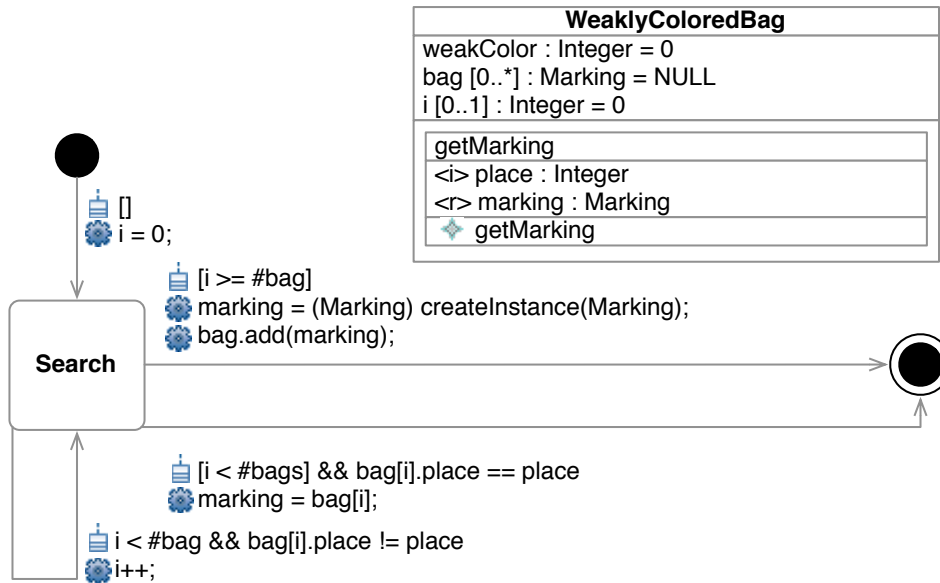 WeaklyColoredBag
weakColor : Integer = 0
bag [0..*] : Marking = NULL
i [0..1] : Integer = 0
getMarking
<i> place : Integer
<r> marking : Marking
getMarking
[]
i = 0;
[i >= #bag]
marking = (Marking) createInstance(Marking);
bag.add(marking);
Search
[i < #bags] && bag[i].place == place
marking = bag[i];
i < #bag && bag[i].place != place
i++;